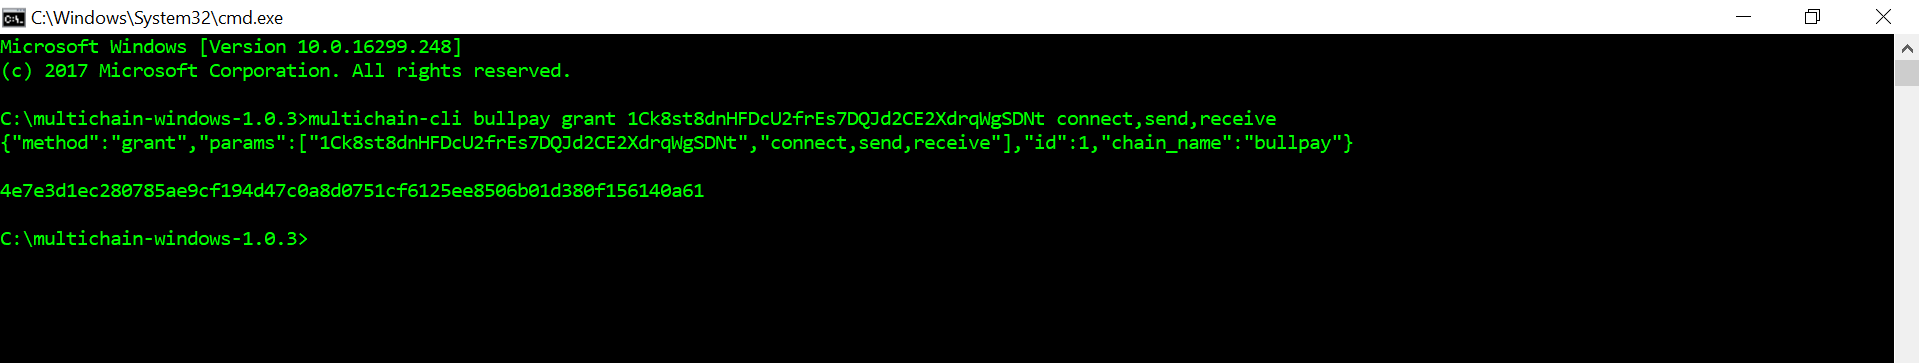 C:\Windows\System32\cmd.exe
Microsoft Windows [Version 10.0.16299.248]
(c) 2017 Microsoft Corporation. All rights reserved.
C:\multichain-windows-1.0.3>multichain-cli bullpay grant 1Ck8st8dnHFDcU2frEs7DQJd2CE2XdrqWgSDNt connect,send,receive
{"method":"grant","params":["1Ck8st8dnHFDcU2frEs7DQJd2CE2XdrqWgSDNt","connect,send,receive"],"id":1,"chain_name":"bullpay"}
4e7e3d1ec280785ae9cf194d47c0a8d0751cf6125ee8506b01d380f156140a61
C:\multichain-windows-1.0.3>